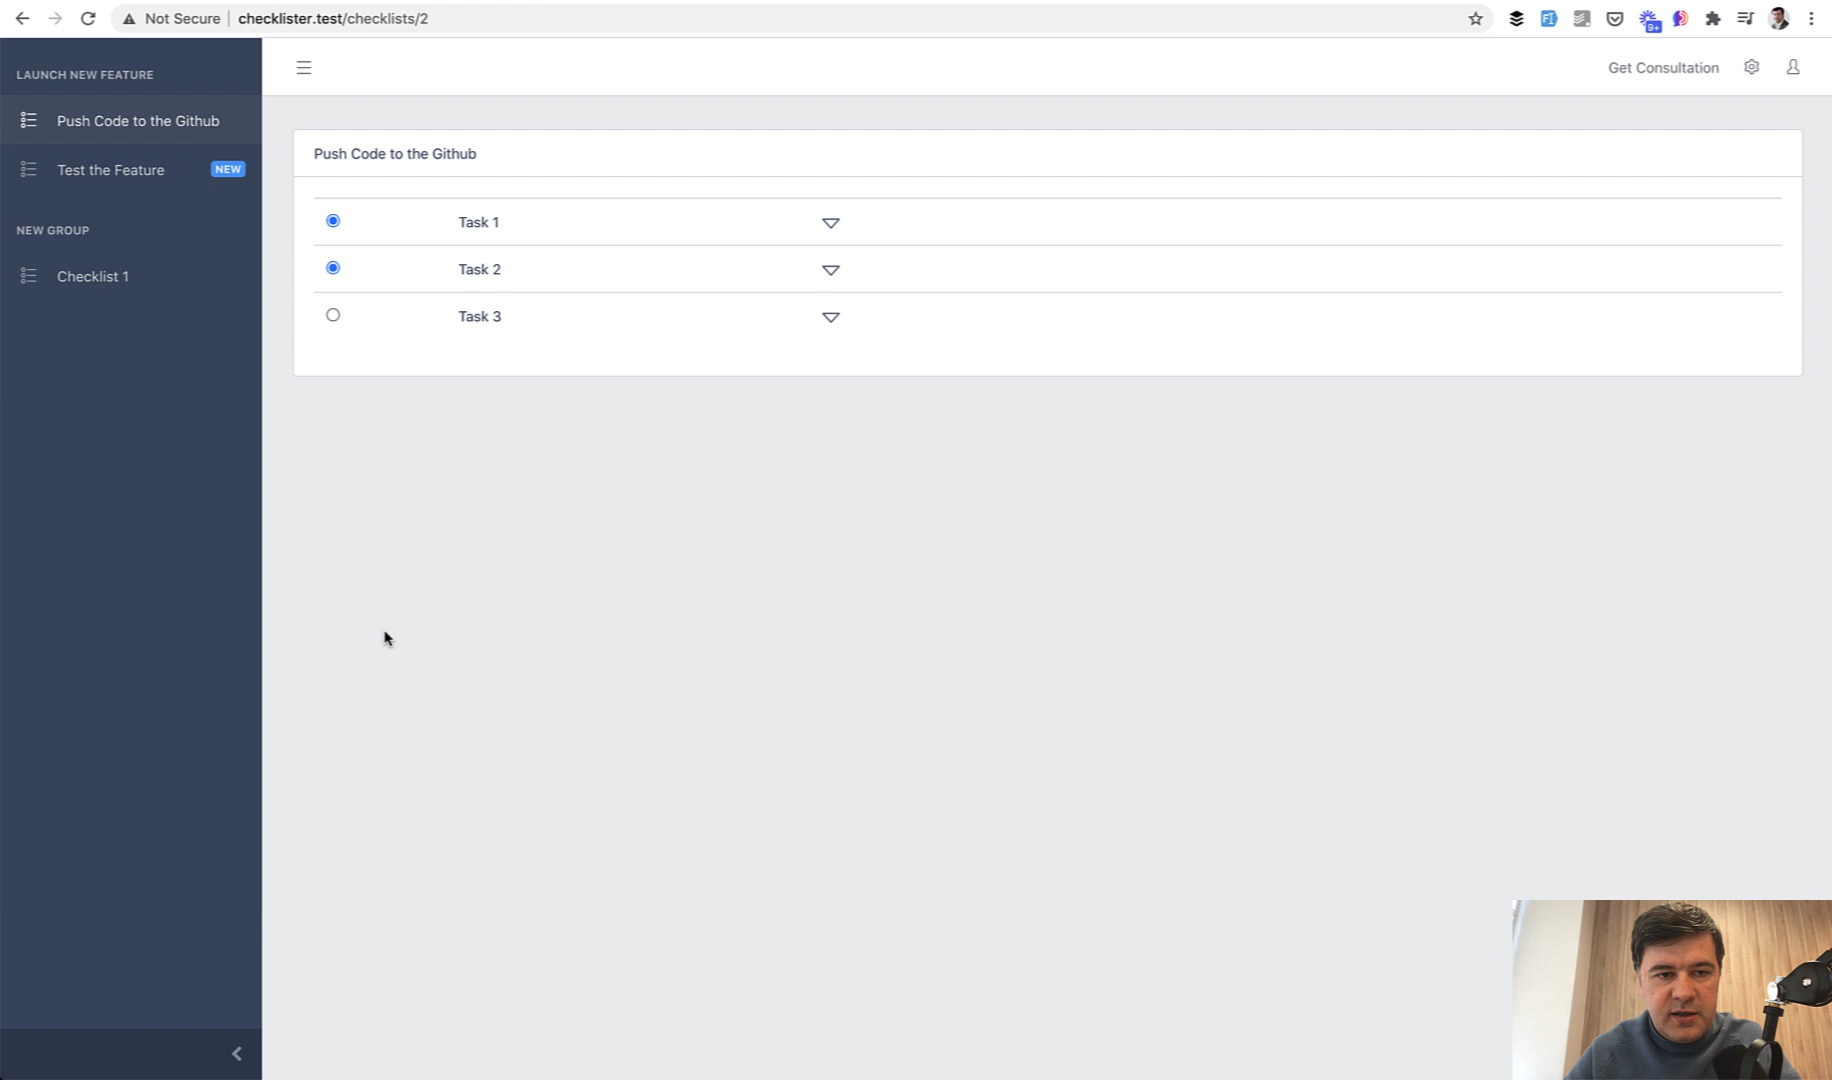 Not Secure
checklister.test/checklists/2
9+
LAUNCH NEW FEATURE
Push Code to the Github
Test the Feature
NEW
NEW GROUP
Checklist 1
Get Consultation
Push Code to the Github
Task 1
Task 2
Task 3